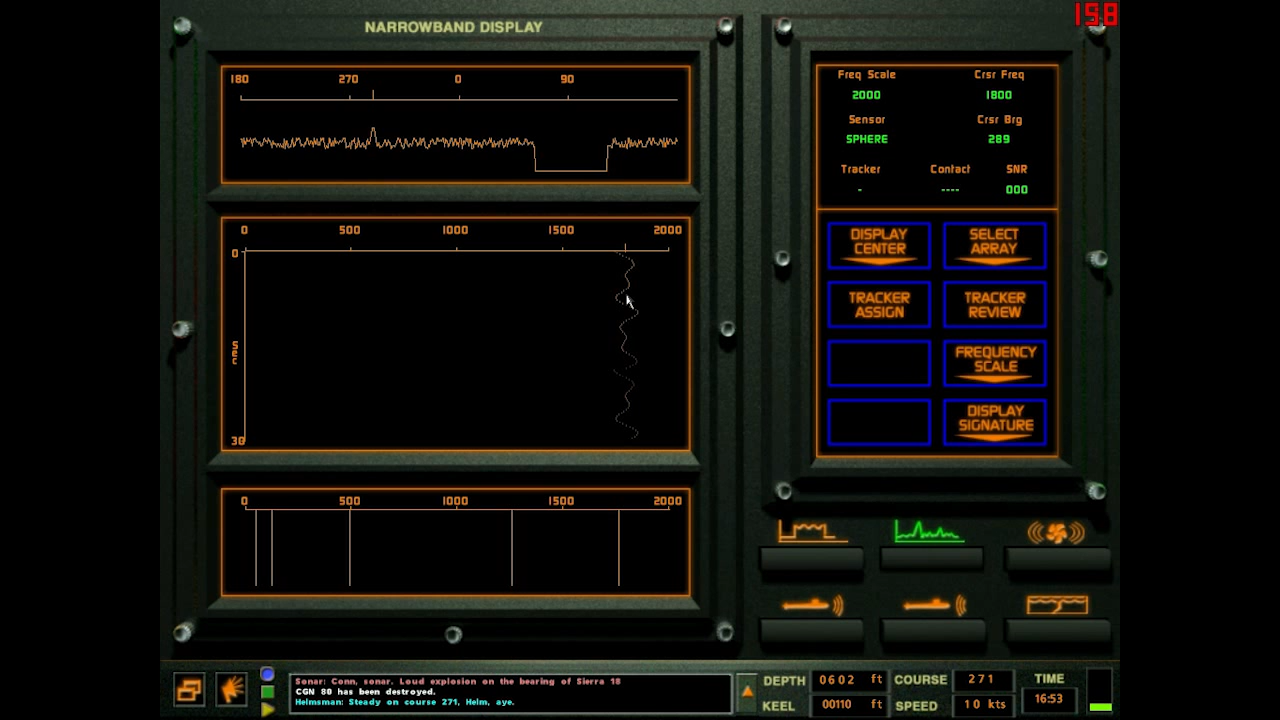 158
NARROWBAND DISPLAY
180 270 0 90
Freq Scale Crsr Freq
2000 1800
Sensor Crsr Brg
SPHERE 289
Tracker Contact SNR
- ---- 000
0 500 1000 1500 2000
0
Sec
30
DISPLAY CENTER
SELECT ARRAY
TRACKER ASSIGN
TRACKER REVIEW
FREQUENCY SCALE
DISPLAY SIGNATURE
0 500 1000 1500 2000
Sonar: Conn, sonar. Loud explosion on the bearing of Sierra 18
CGN 80 has been destroyed.
Helmsman: Steady on course 271, Helm, aye.
DEPTH 0602 ft COURSE 271 TIME
KEEL 00110 ft SPEED 10 kts 16:53